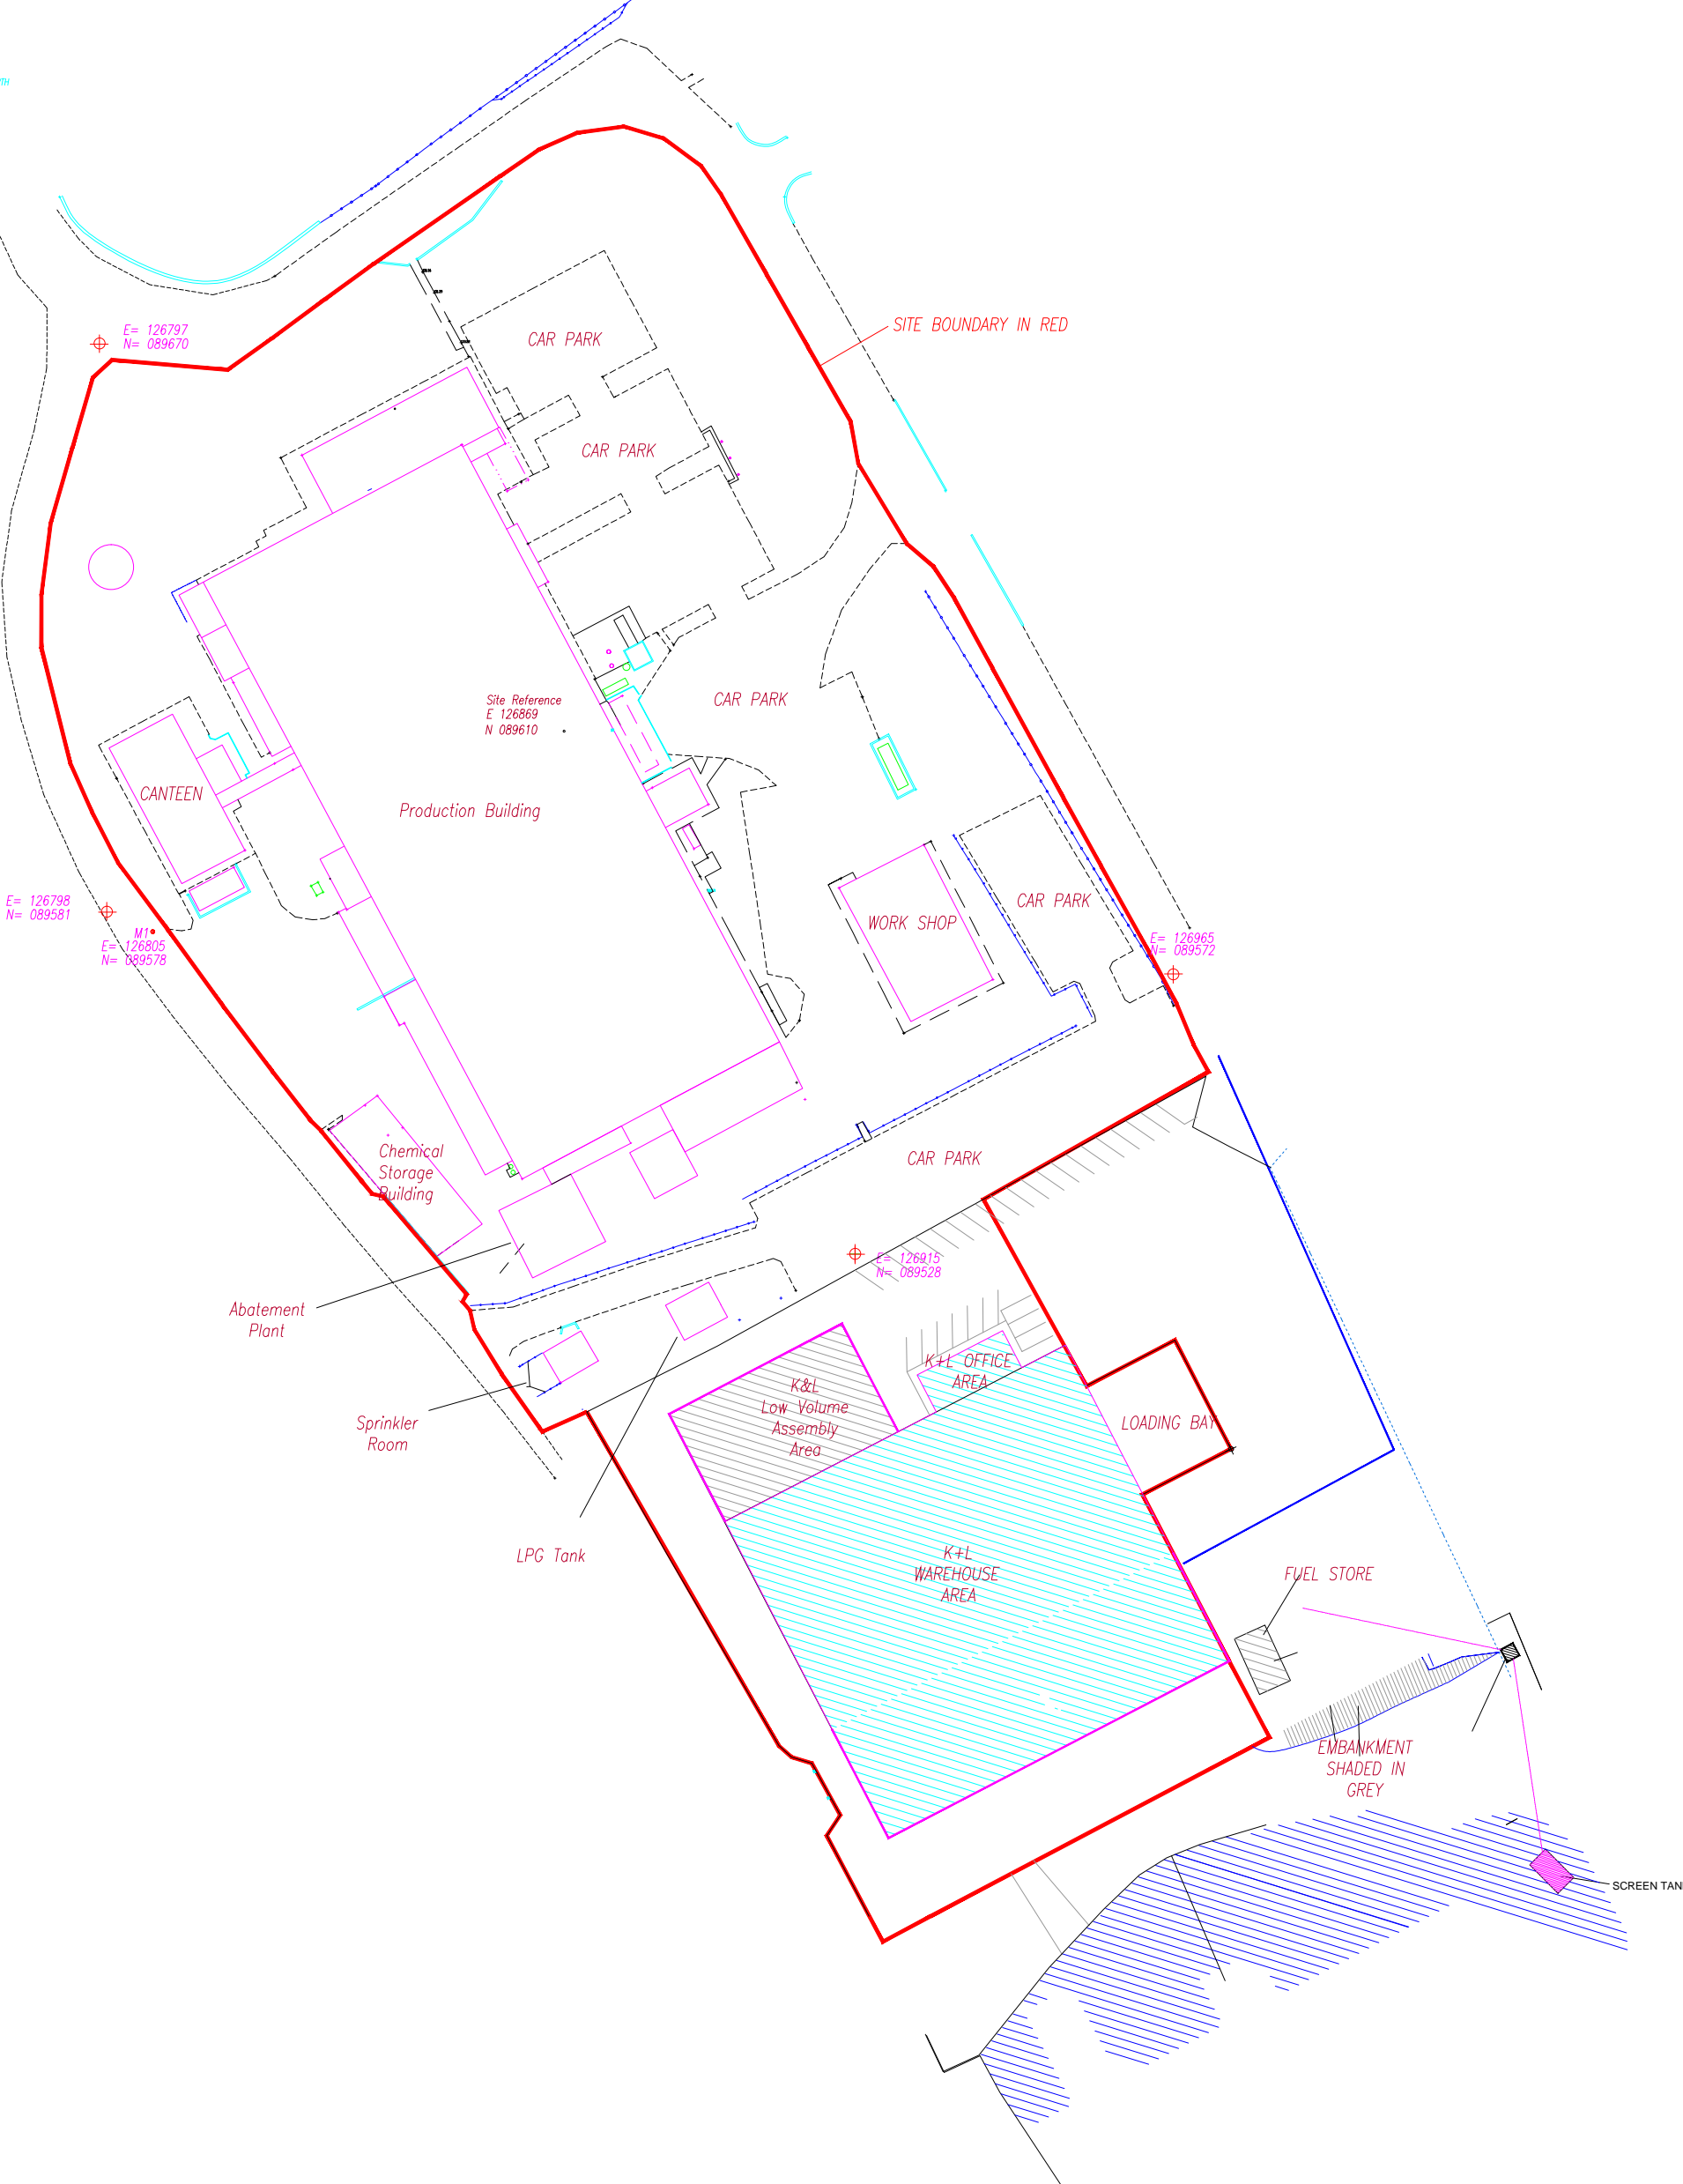 SITE BOUNDARY IN RED
E= 126797
N= 089670
CAR PARK
CAR PARK
Site Reference
E 126869
N 089610
CAR PARK
CANTEEN
Production Building
CAR PARK
WORK SHOP
E= 126798
N= 089581
M1
E= 126805
N= 089578
E= 126965
N= 089572
Chemical
Storage
Building
CAR PARK
E= 126915
N= 089528
Abatement
Plant
K+L OFFICE
AREA
K&L
Low Volume
Assembly
Area
LOADING BAY
Sprinkler
Room
LPG Tank
K+L
WAREHOUSE
AREA
FUEL STORE
EMBANKMENT
SHADED IN
GREY
SCREEN TAN